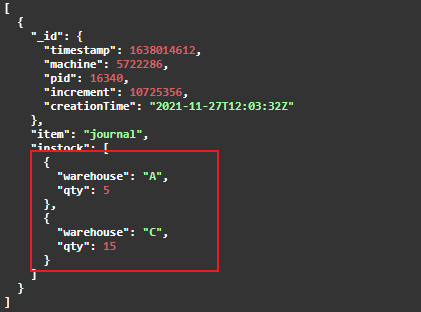 [
{
"_id": {
"timestamp": 1638014612,
"machine": 5722286,
"pid": 16340,
"increment": 10725356,
"creationTime": "2021-11-27T12:03:32Z"
},
"item": "journal",
"instock": [
{
"warehouse": "A",
"qty": 5
},
{
"warehouse": "C",
"qty": 15
}
]
}
]